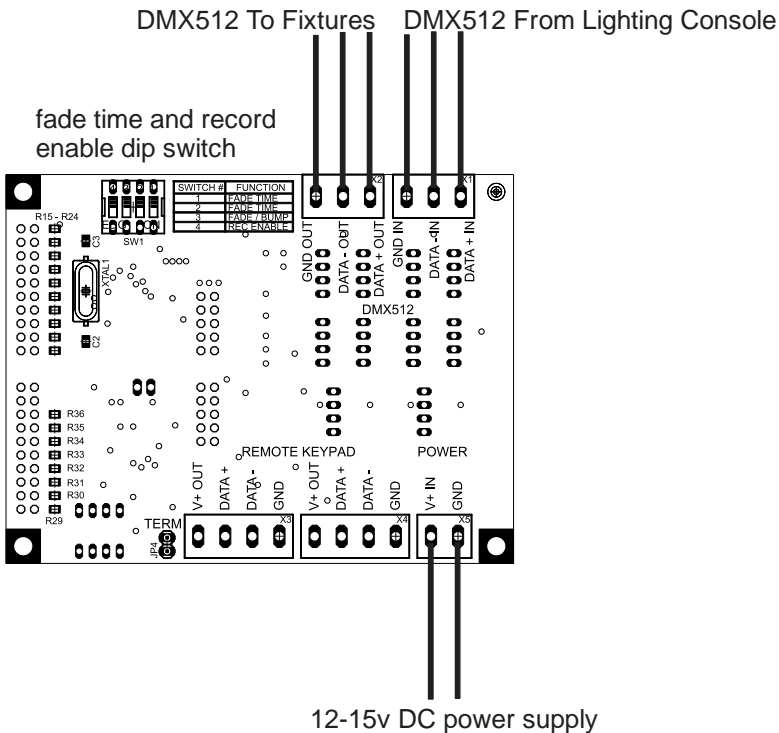 DMX512 To Fixtures
DMX512 From Lighting Console
fade time and record
enable dip switch
SWITCH # FUNCTION
1 FADE TIME
2 FADE TIME
3 FADE / BUMP
4 REC ENABLE
SW1
X2
X1
R15 - R24
C3
XTAL1
C2
GND OUT
DATA - OUT
DATA + OUT
GND IN
DATA - IN
DATA + IN
DMX512
R36
R35
R34
R33
R32
R31
R30
R29
REMOTE KEYPAD
POWER
V+ OUT
DATA +
DATA -
GND
V+ OUT
DATA +
DATA -
GND
V+ IN
GND
TERM
JP4
X3
X4
X5
12-15v DC power supply